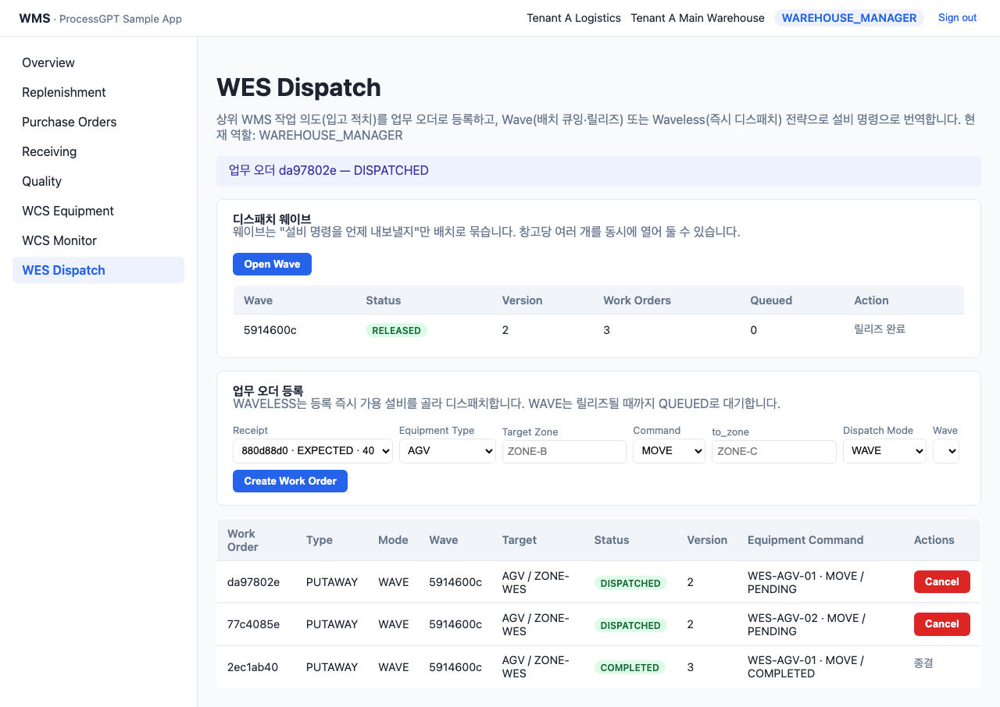 WMS · ProcessGPT Sample App
Tenant A Logistics Tenant A Main Warehouse WAREHOUSE_MANAGER Sign out
Overview
Replenishment
Purchase Orders
Receiving
Quality
WCS Equipment
WCS Monitor
WES Dispatch
WES Dispatch
상위 WMS 작업 의도(입고 적치)를 업무 오더로 등록하고, Wave(배치 큐잉·릴리즈) 또는 Waveless(즉시 디스패치) 전략으로 설비 명령으로 번역합니다. 현
재 역할: WAREHOUSE_MANAGER
업무 오더 da97802e — DISPATCHED
디스패치 웨이브
웨이브는 "설비 명령을 언제 내보낼지"만 배치로 묶습니다. 창고당 여러 개를 동시에 열어 둘 수 있습니다.
Open Wave
Wave Status Version Work Orders Queued Action
5914600c RELEASED 2 3 0 릴리즈 완료
업무 오더 등록
WAVELESS는 등록 즉시 가용 설비를 골라 디스패치합니다. WAVE는 릴리즈될 때까지 QUEUED로 대기합니다.
Receipt Equipment Type Target Zone Command to_zone Dispatch Mode Wave
880d88d0 · EXPECTED · 40 AGV ZONE-B MOVE ZONE-C WAVE
Create Work Order
Work
Order Type Mode Wave Target Status Version Equipment Command Actions
da97802e PUTAWAY WAVE 5914600c AGV / ZONE-
WES DISPATCHED 2 WES-AGV-01 · MOVE /
PENDING Cancel
77c4085e PUTAWAY WAVE 5914600c AGV / ZONE-
WES DISPATCHED 2 WES-AGV-02 · MOVE /
PENDING Cancel
2ec1ab40 PUTAWAY WAVE 5914600c AGV / ZONE-
WES COMPLETED 3 WES-AGV-01 · MOVE /
COMPLETED 종결